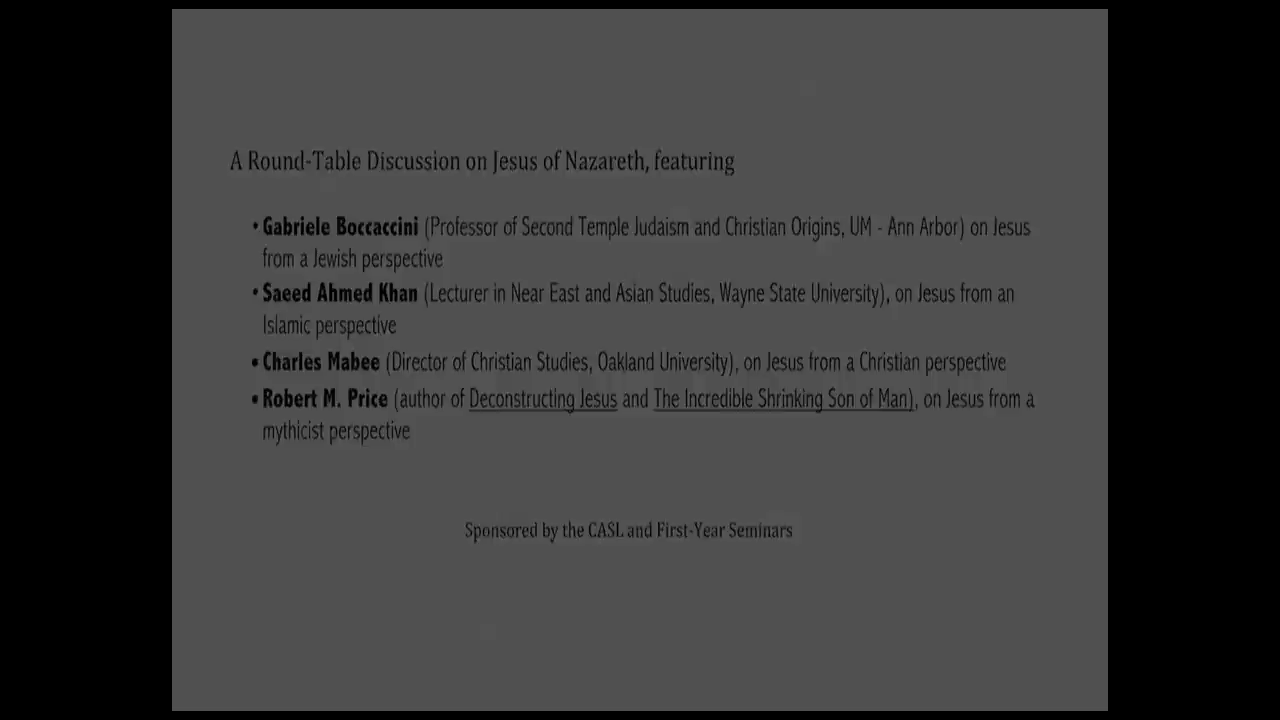 A Round-Table Discussion on Jesus of Nazareth, featuring
• Gabriele Boccaccini (Professor of Second Temple Judaism and Christian Origins, UM - Ann Arbor) on Jesus
from a Jewish perspective
• Saeed Ahmed Khan (Lecturer in Near East and Asian Studies, Wayne State University), on Jesus from an
Islamic perspective
• Charles Mabee (Director of Christian Studies, Oakland University), on Jesus from a Christian perspective
• Robert M. Price (author of Deconstructing Jesus and The Incredible Shrinking Son of Man), on Jesus from a
mythicist perspective
Sponsored by the CASL and First-Year Seminars